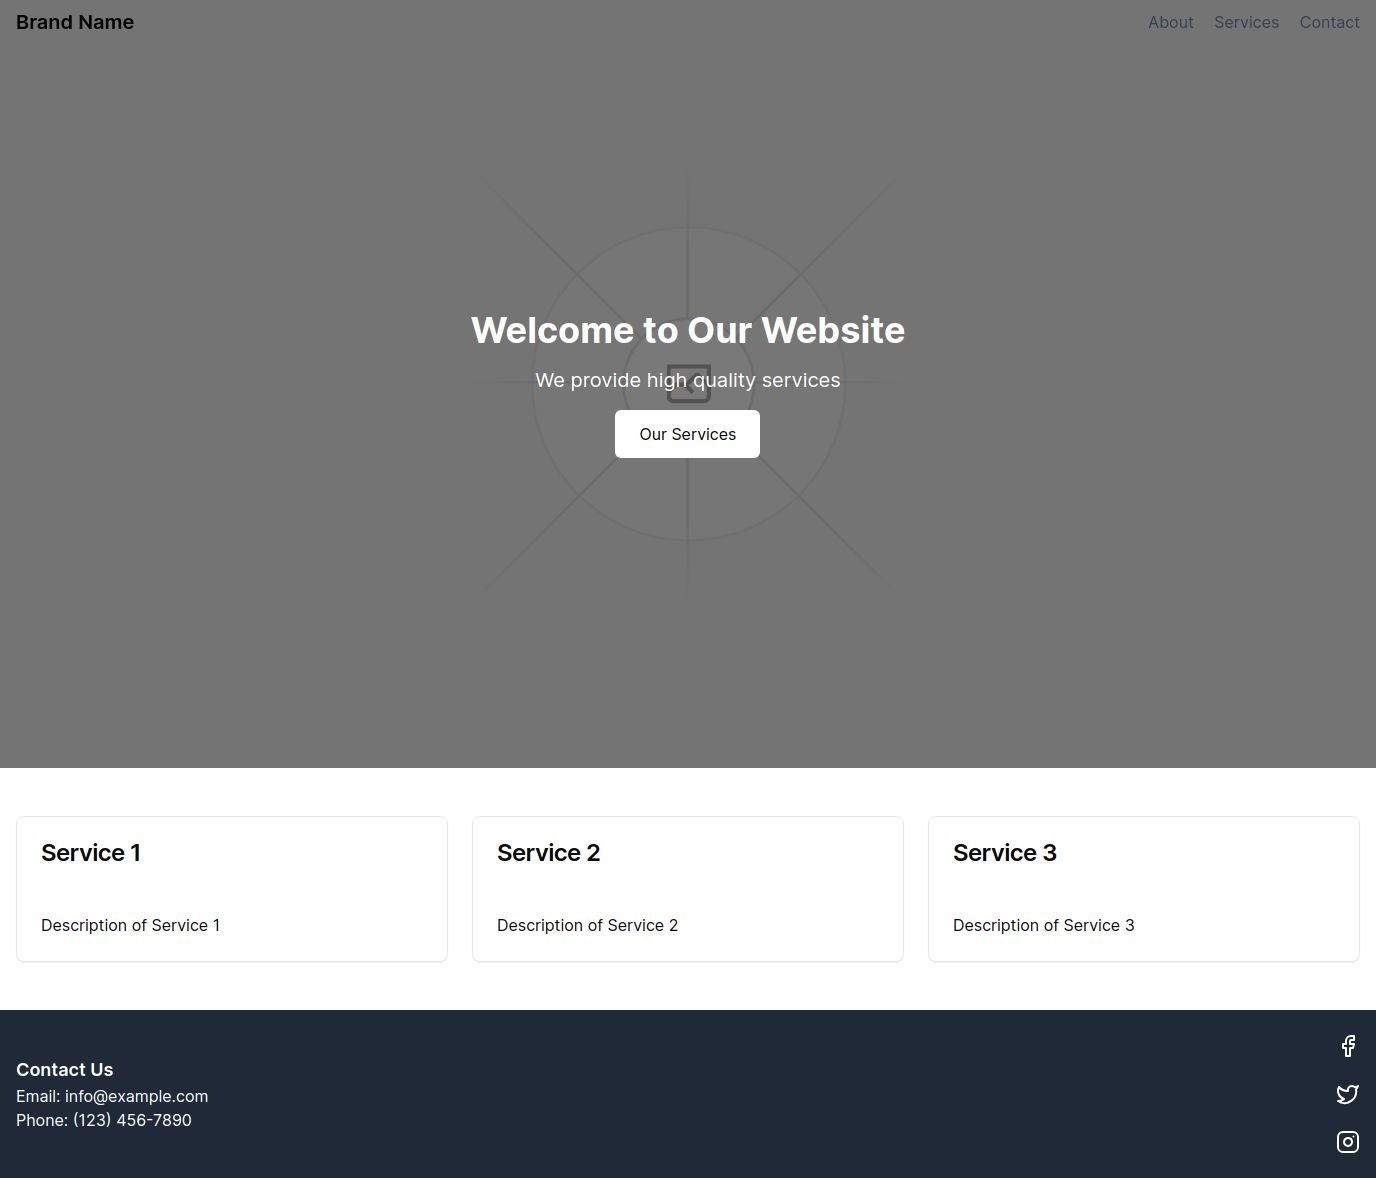 Brand Name
About Services Contact
Welcome to Our Website
We provide high quality services
Our Services
Service 1
Description of Service 1
Service 2
Description of Service 2
Service 3
Description of Service 3
Contact Us
Email: info@example.com
Phone: (123) 456-7890